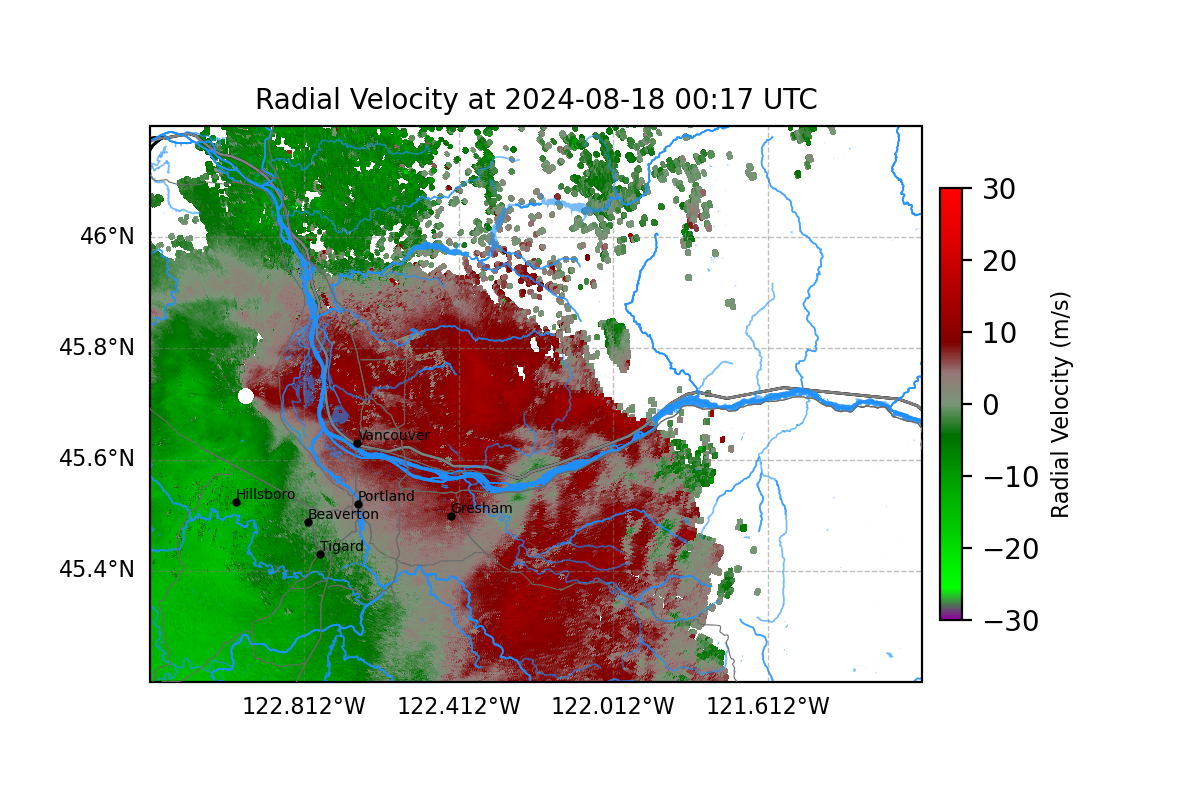 Radial Velocity at 2024-08-18 00:17 UTC
46°N
45.8°N
45.6°N
45.4°N
Vancouver
Hillsboro
Portland
Beaverton
Gresham
Tigard
122.812°W
122.412°W
122.012°W
121.612°W
30
20
10
0
−10
−20
−30
Radial Velocity (m/s)